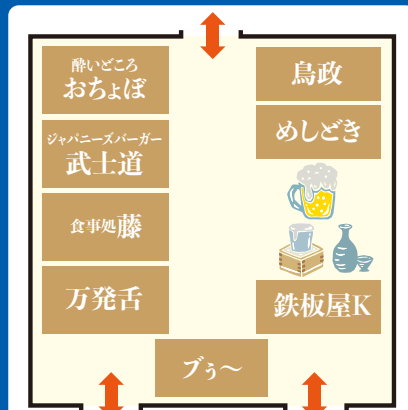 酔いどころ
おちょぼ
ジャパニーズバーガー
武士道
食事処藤
万発舌
鳥政
めしどき
鉄板屋K
ブぅ〜